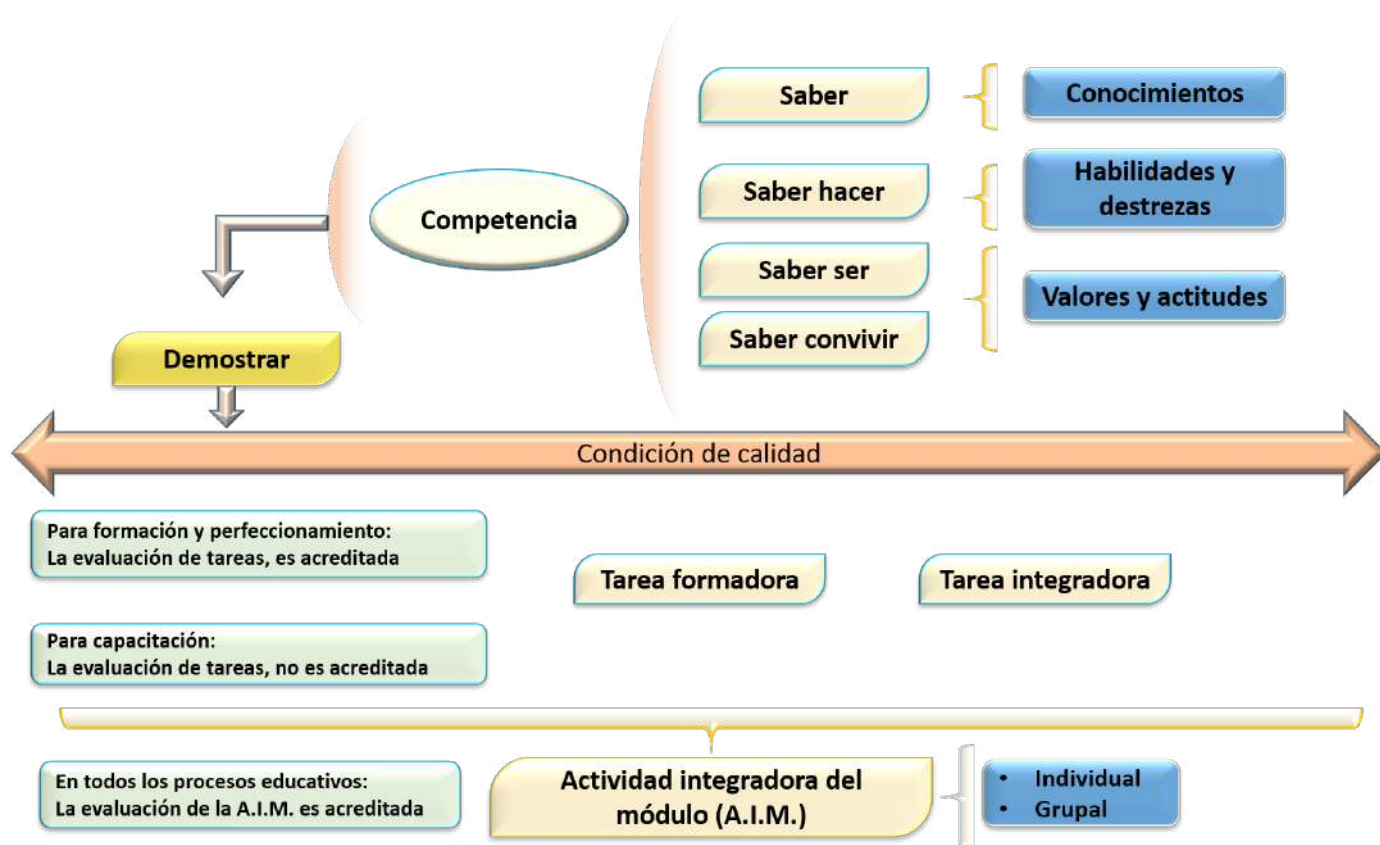 Saber
Conocimientos
Saber hacer
Habilidades y
destrezas
Competencia
Saber ser
Valores y actitudes
Saber convivir
Demostrar
Condición de calidad
Para formación y perfeccionamiento:
La evaluación de tareas, es acreditada
Tarea formadora
Tarea integradora
Para capacitación:
La evaluación de tareas, no es acreditada
En todos los procesos educativos:
La evaluación de la A.I.M. es acreditada
Actividad integradora del
módulo (A.I.M.)
• Individual
• Grupal